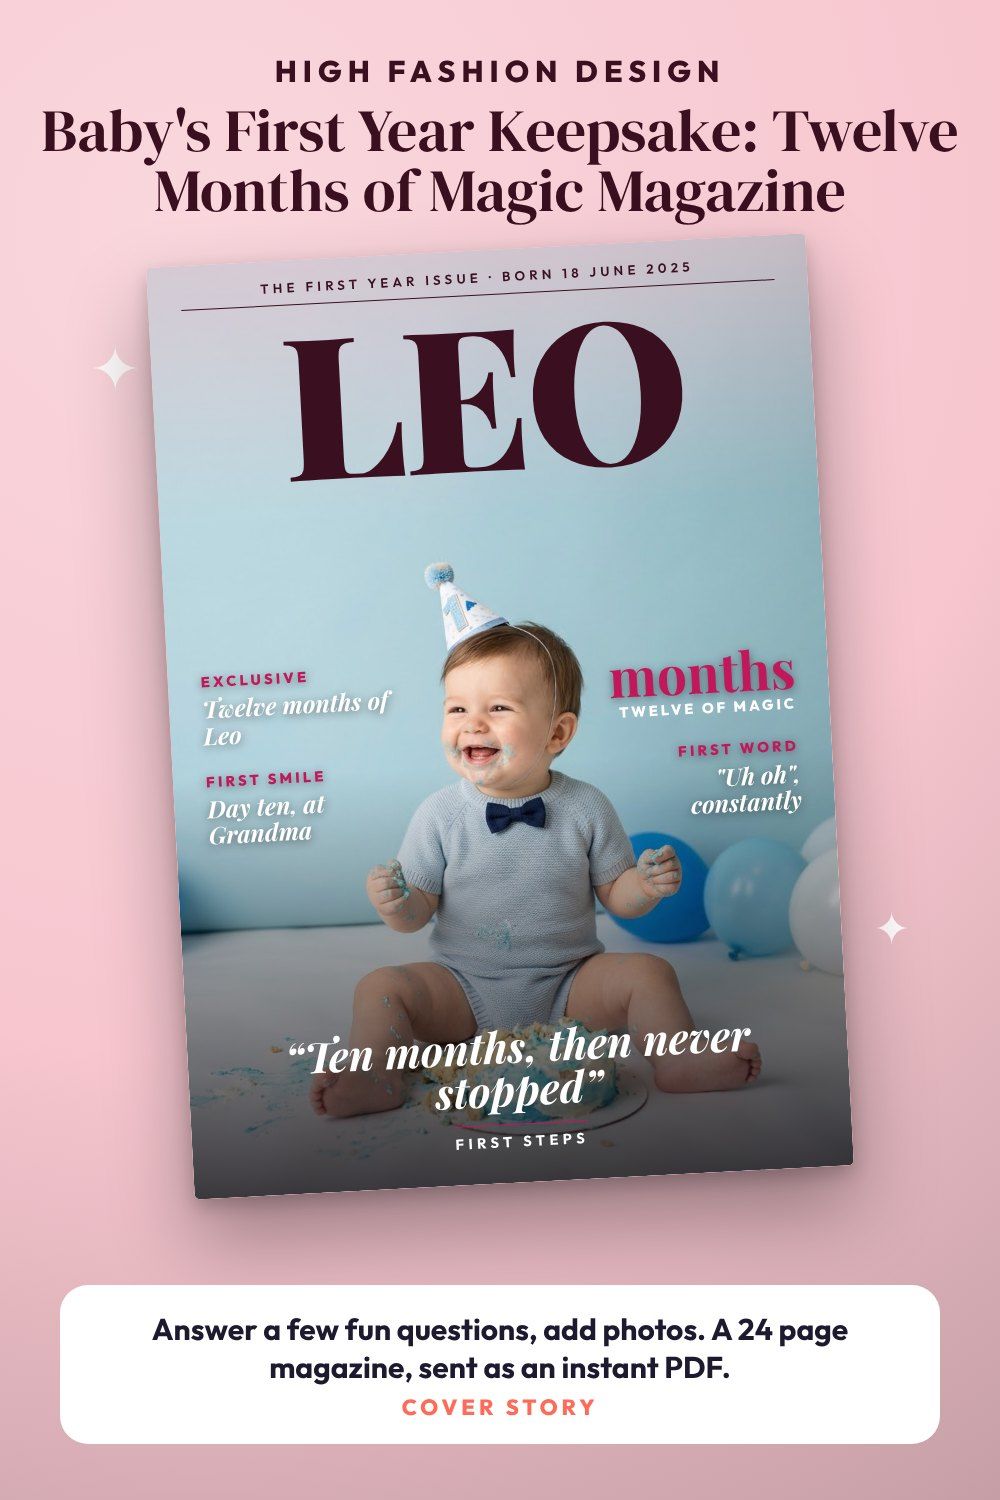 HIGH FASHION DESIGN
Baby's First Year Keepsake: Twelve
Months of Magic Magazine
THE FIRST YEAR ISSUE · BORN 18 JUNE 2025
LEO
1
EXCLUSIVE
Twelve months of
Leo
FIRST SMILE
Day ten, at
Grandma
months
TWELVE OF MAGIC
FIRST WORD
"Uh oh",
constantly
“Ten months, then never
stopped”
FIRST STEPS
Answer a few fun questions, add photos. A 24 page
magazine, sent as an instant PDF.
COVER STORY